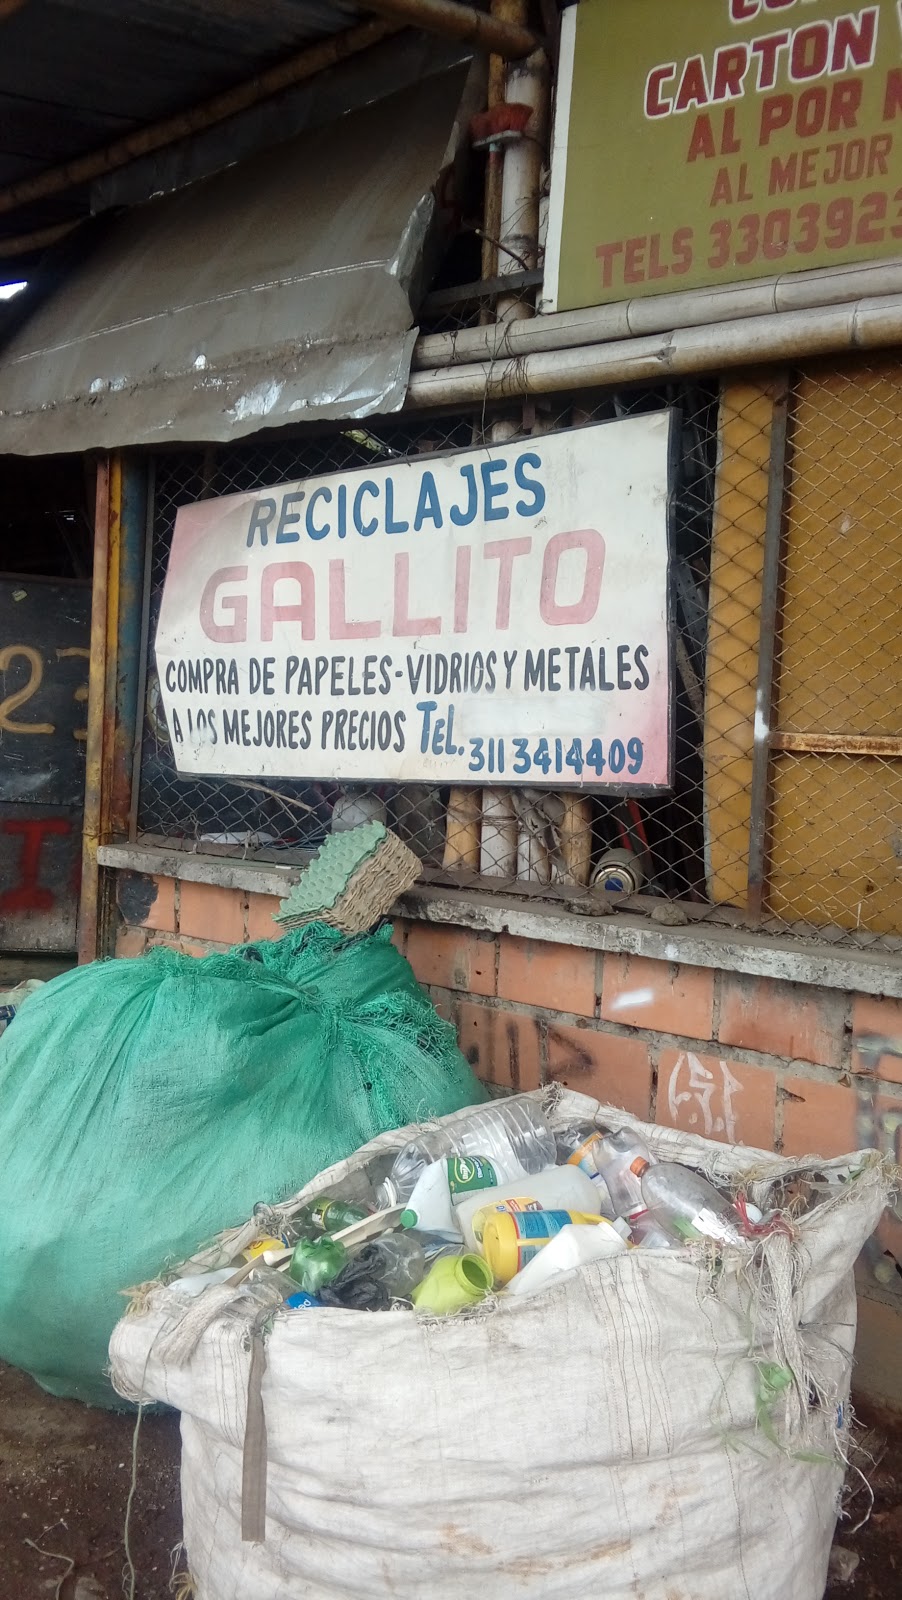 CARTON
AL POR
AL MEJOR
TELS 3303923
RECICLAJES
GALLITO
COMPRA DE PAPELES-VIDRIOS Y METALES
A LOS MEJORES PRECIOS Tel.
311 3414409